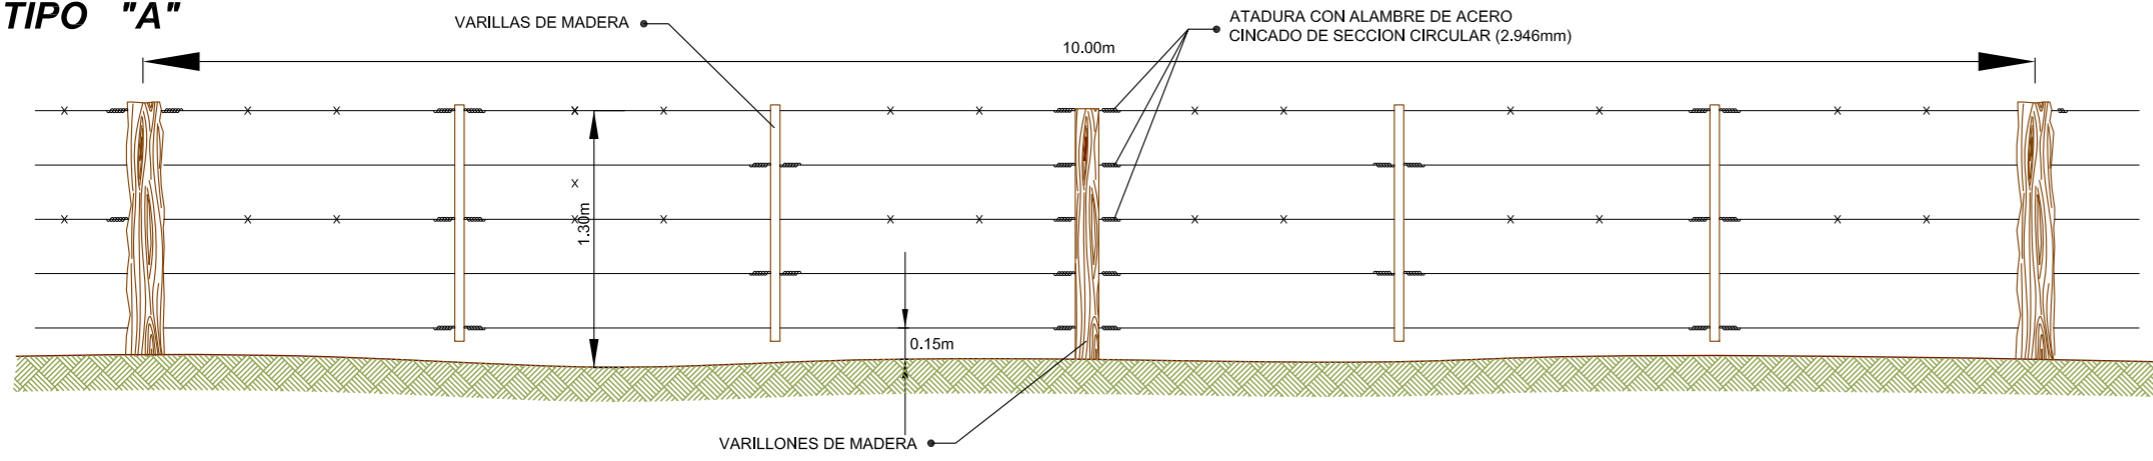 TIPO "A"
VARILLAS DE MADERA
ATADURA CON ALAMBRE DE ACERO
CINCADO DE SECCION CIRCULAR (2.946mm)
10.00m
1.30m
0.15m
VARILLONES DE MADERA